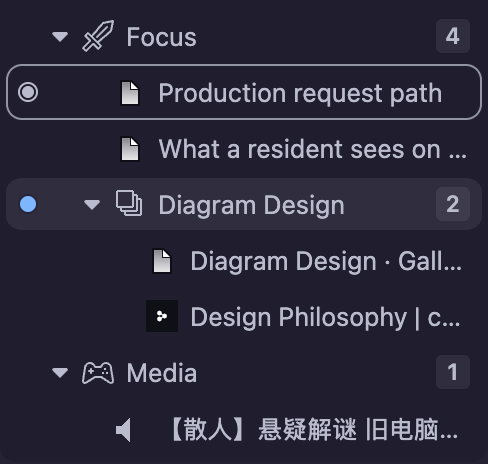 Focus 4
Production request path
What a resident sees on ...
Diagram Design 2
Diagram Design · Gall...
Design Philosophy | c...
Media 1
【散人】悬疑解谜 旧电脑...